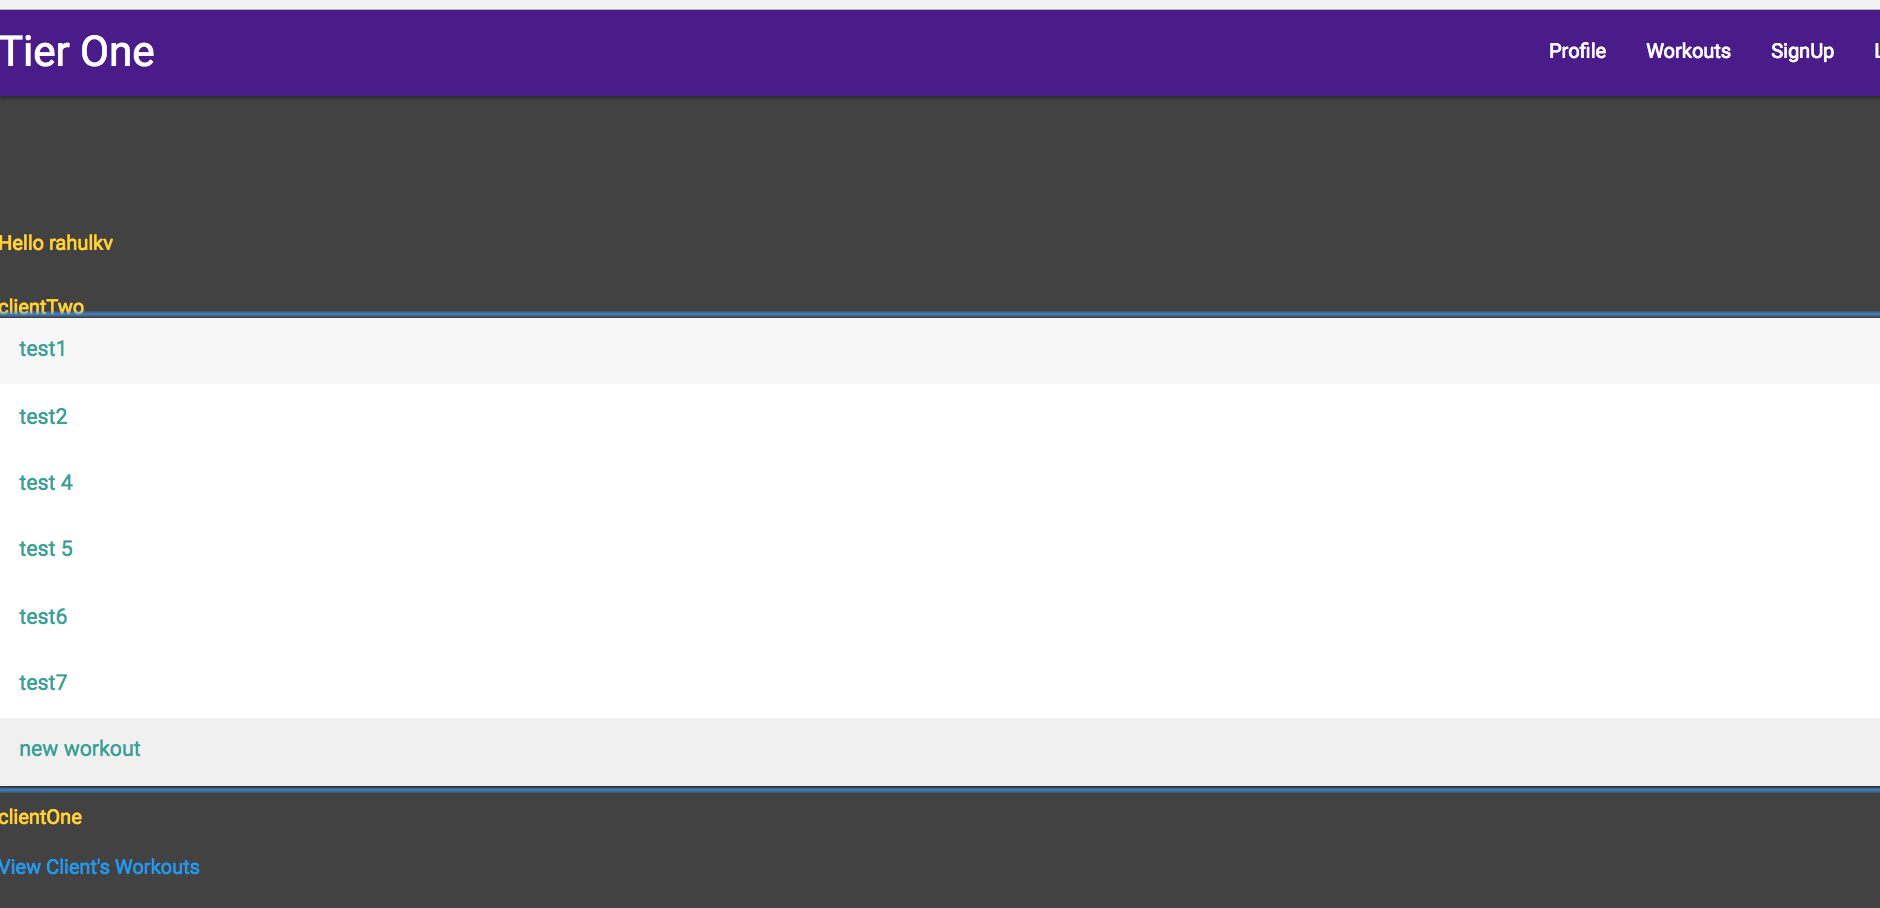 Tier One
Profile Workouts SignUp
Hello rahulkv
clientTwo
test1
test2
test 4
test 5
test6
test7
new workout
clientOne
View Client's Workouts